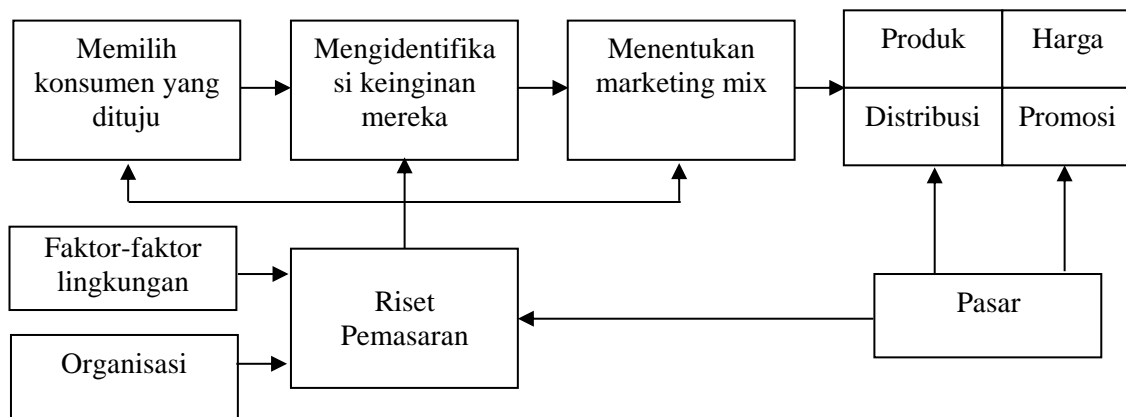 Memilih
konsumen yang
dituju
Mengidentifika
si keinginan
mereka
Menentukan
marketing mix
Produk
Harga
Distribusi
Promosi
Faktor-faktor
lingkungan
Riset
Pemasaran
Pasar
Organisasi